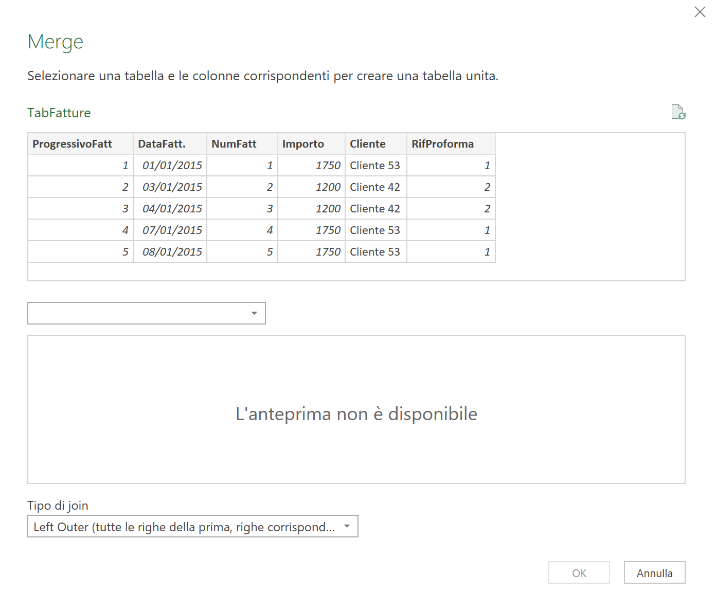 Merge
Selezionare una tabella e le colonne corrispondenti per creare una tabella unita.
TabFatture
ProgressivoFatt DataFatt. NumFatt Importo Cliente RifProforma
1 01/01/2015 1 1750 Cliente 53 1
2 03/01/2015 2 1200 Cliente 42 2
3 04/01/2015 3 1200 Cliente 42 2
4 07/01/2015 4 1750 Cliente 53 1
5 08/01/2015 5 1750 Cliente 53 1
L'anteprima non è disponibile
Tipo di join
Left Outer (tutte le righe della prima, righe corrispond...
OK Annulla